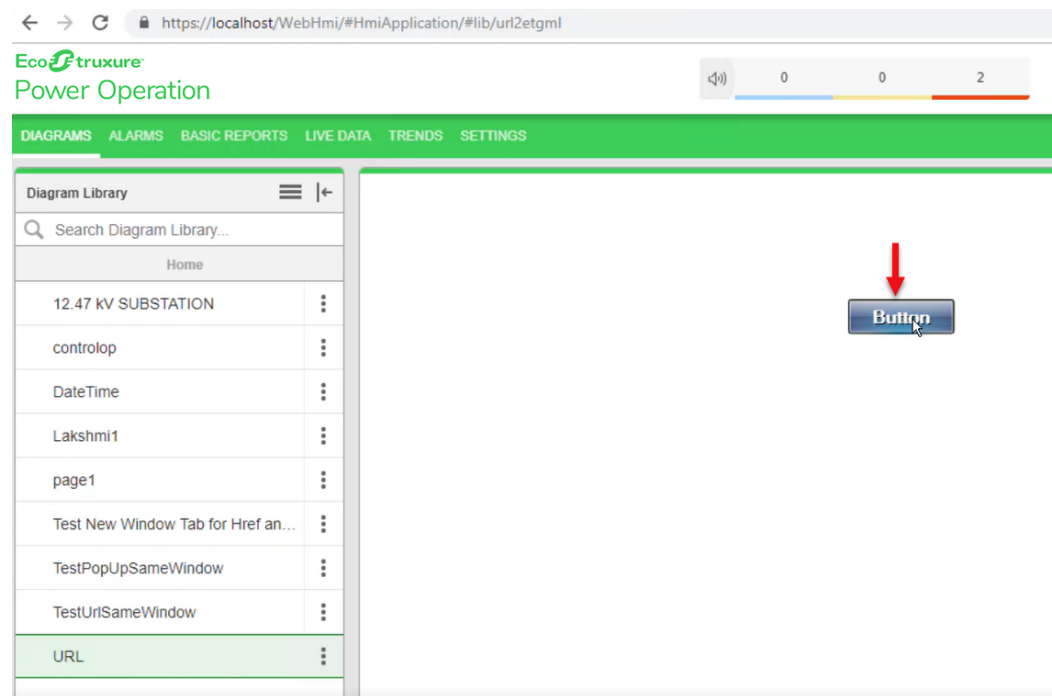 https://localhost/WebHmi/#HmiApplication/#lib/url2etgml
EcoStruxure
Power Operation
0 0 2
DIAGRAMS ALARMS BASIC REPORTS LIVE DATA TRENDS SETTINGS
Diagram Library
Search Diagram Library...
Home
12.47 kV SUBSTATION
controlop
DateTime
Lakshmi1
page1
Test New Window Tab for Href an...
TestPopUpSameWindow
TestUrlSameWindow
URL
Button